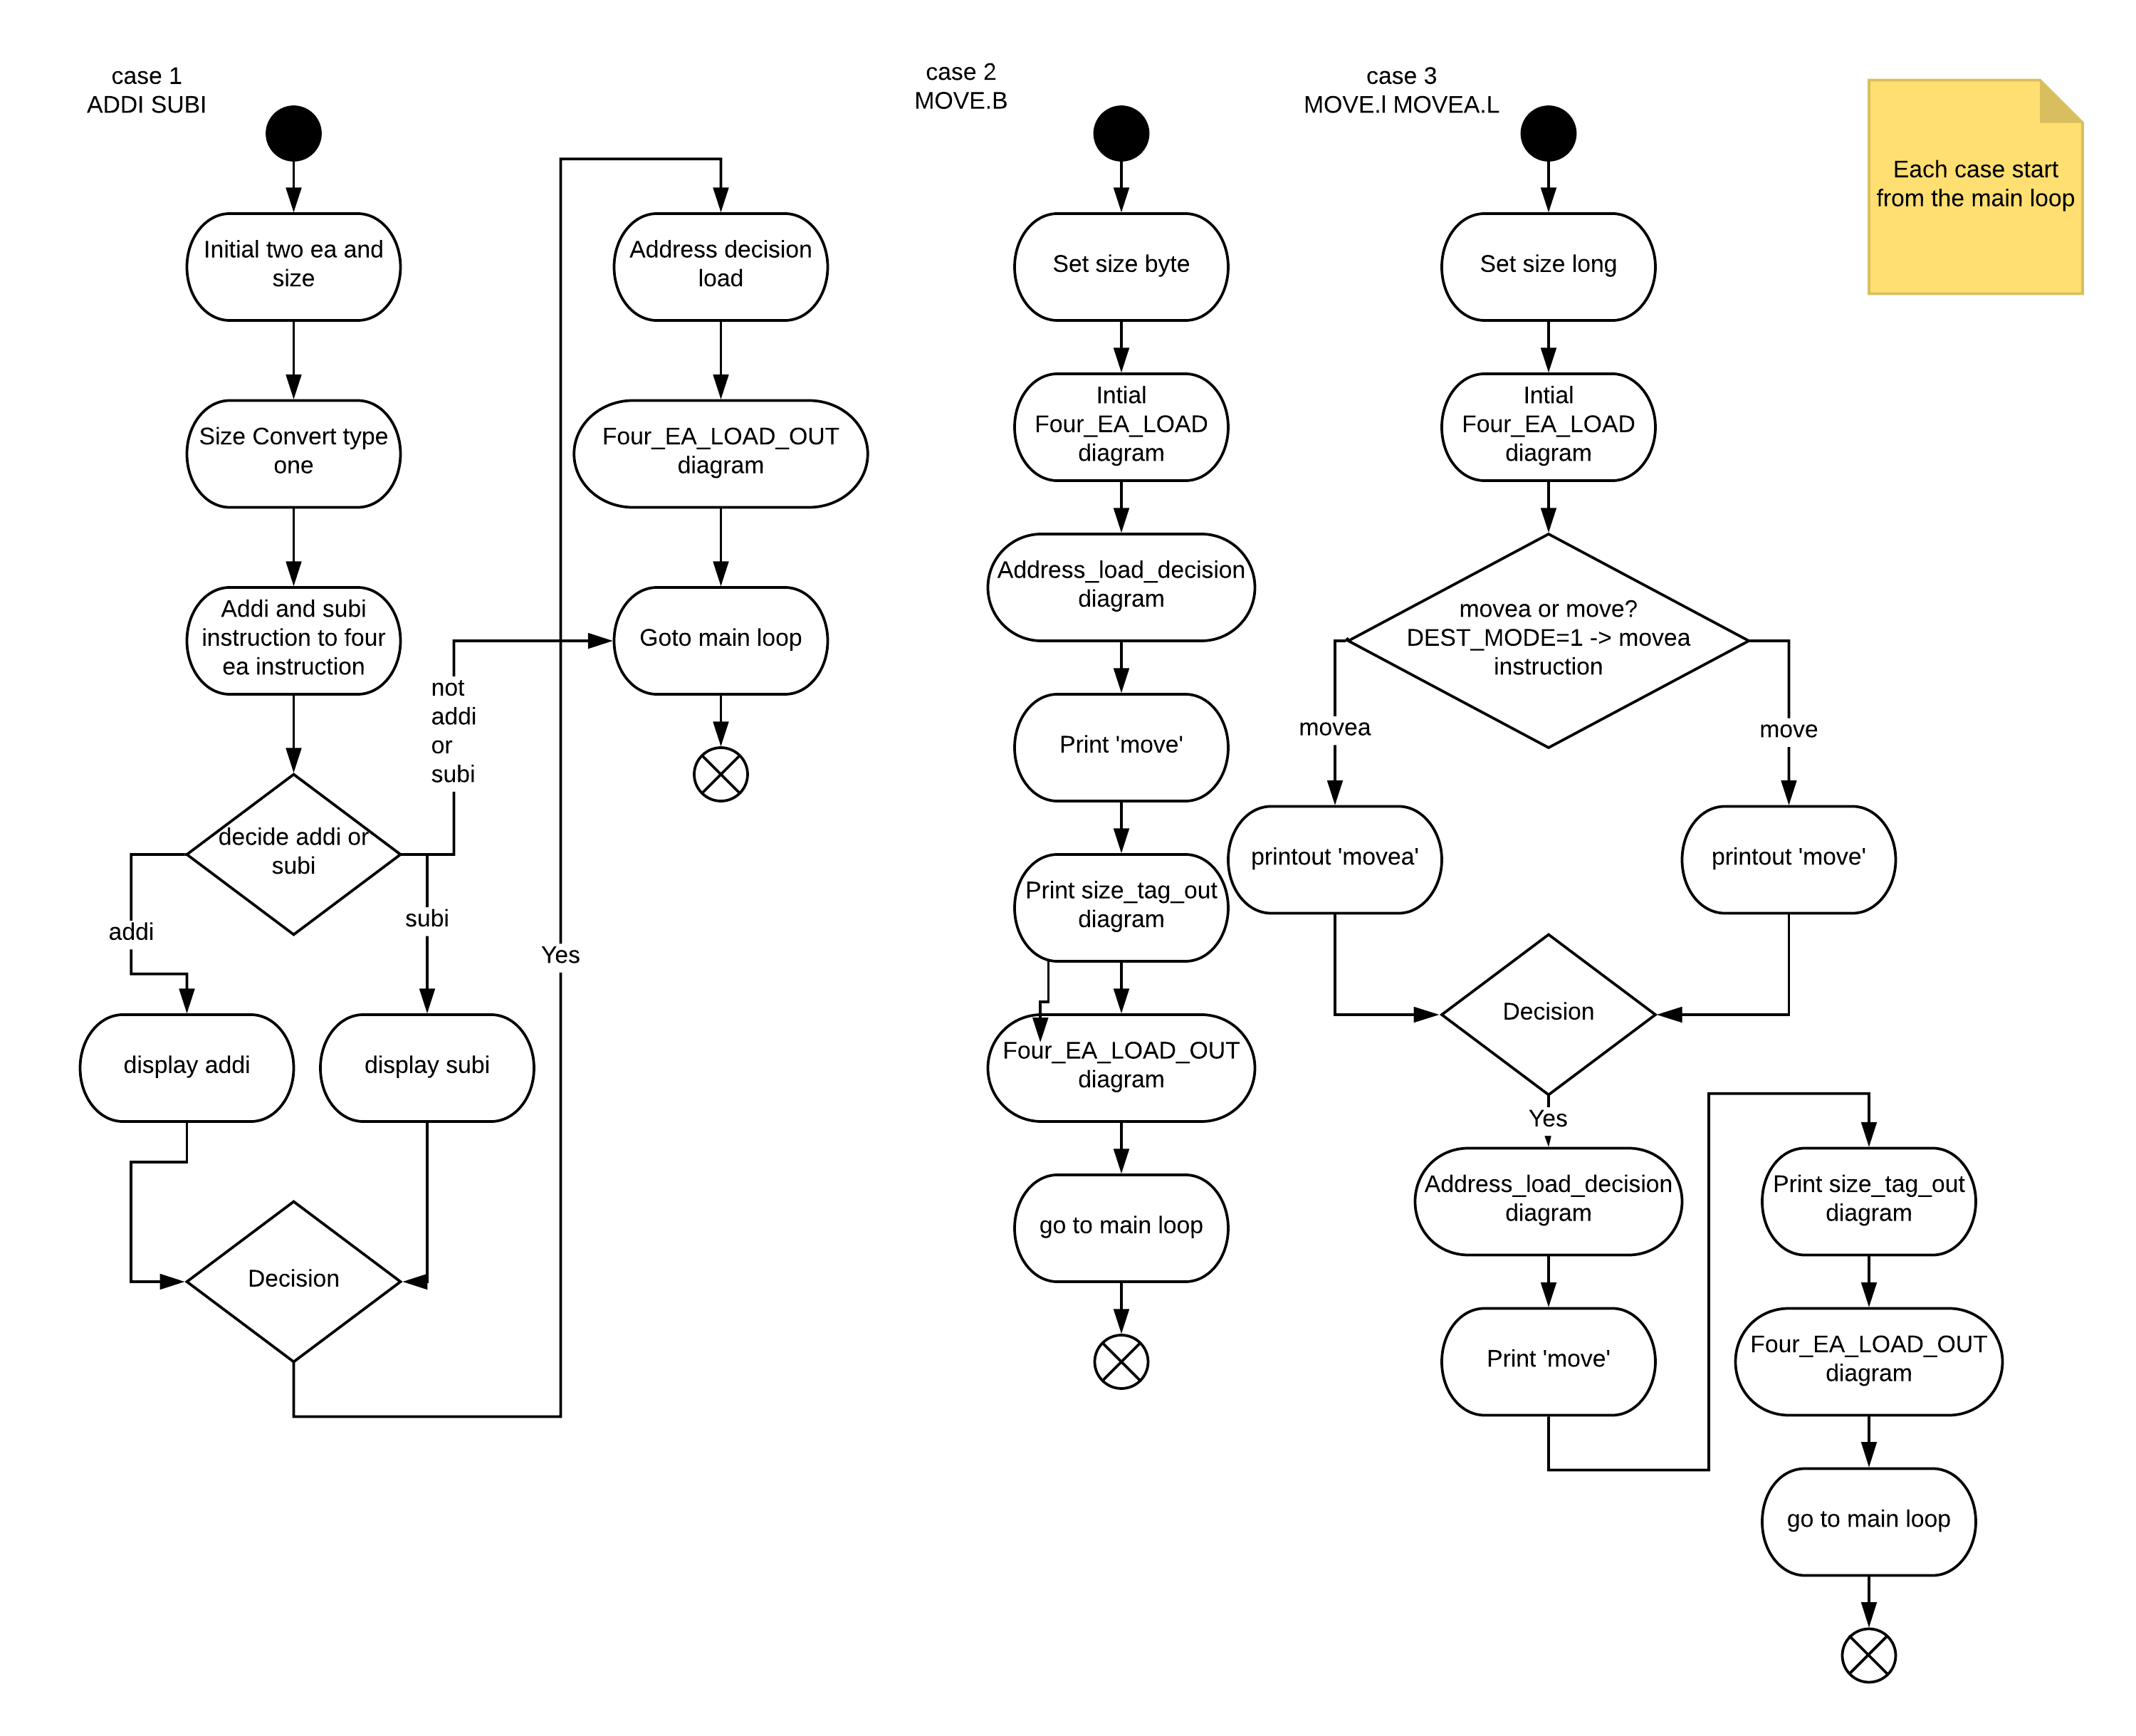 case 1
ADDI SUBI
Initial two ea and
size
Size Convert type
one
Addi and subi
instruction to four
ea instruction
decide addi or
subi
not
addi
or
subi
addi
subi
display addi
display subi
Decision
Yes
Address decision
load
Four_EA_LOAD_OUT
diagram
Goto main loop
case 2
MOVE.B
Set size byte
Intial
Four_EA_LOAD
diagram
Address_load_decision
diagram
Print 'move'
Print size_tag_out
diagram
Four_EA_LOAD_OUT
diagram
go to main loop
case 3
MOVE.l MOVEA.L
Set size long
Intial
Four_EA_LOAD
diagram
movea or move?
DEST_MODE=1 -> movea
instruction
movea
move
printout 'movea'
printout 'move'
Decision
Yes
Address_load_decision
diagram
Print 'move'
Print size_tag_out
diagram
Four_EA_LOAD_OUT
diagram
go to main loop
Each case start
from the main loop